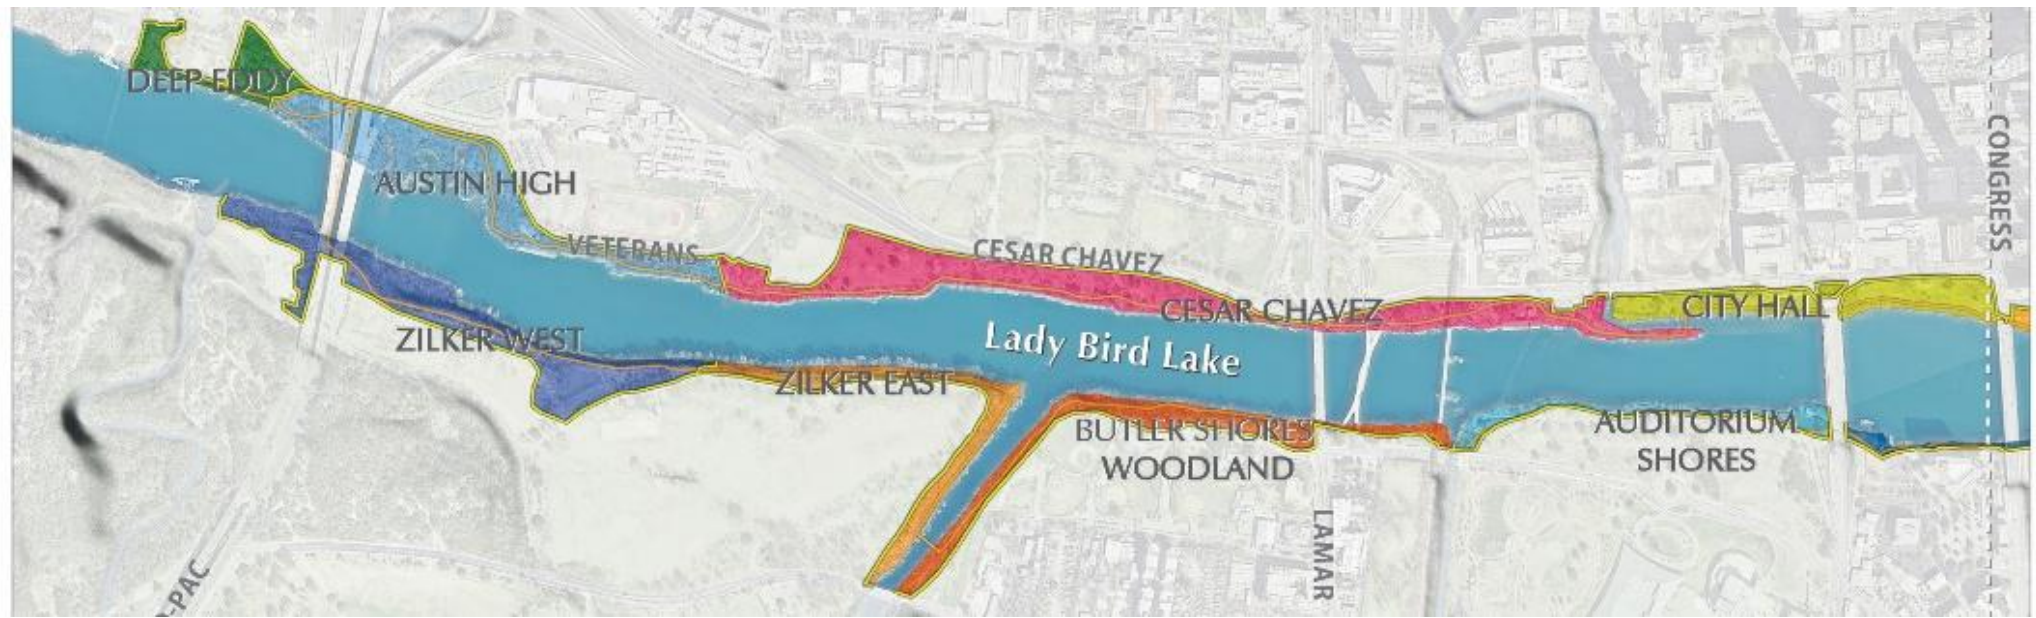 DEEP EDDY
AUSTIN HIGH
VETERANS
CESAR CHAVEZ
CESAR CHAVEZ
CITY HALL
CONGRESS
ZILKER WEST
Lady Bird Lake
ZILKER EAST
BUTLER SHORES
WOODLAND
AUDITORIUM
SHORES
LAMAR
-PAC